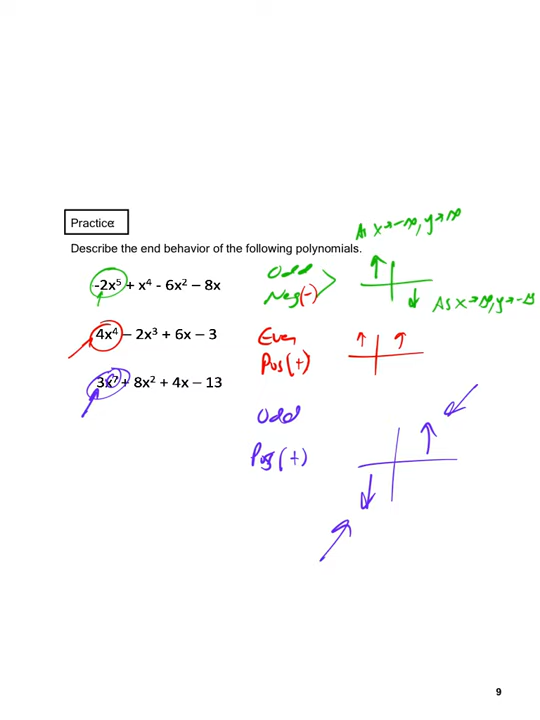 Practice:
As x→-∞, y→∞
Describe the end behavior of the following polynomials.
-2x⁵ + x⁴ - 6x² – 8x
Odd
Neg(-)
As x→∞, y→-∞
4x⁴ – 2x³ + 6x – 3
Even
Pos(+)
3x⁷ + 8x² + 4x – 13
Odd
Pos(+)
9